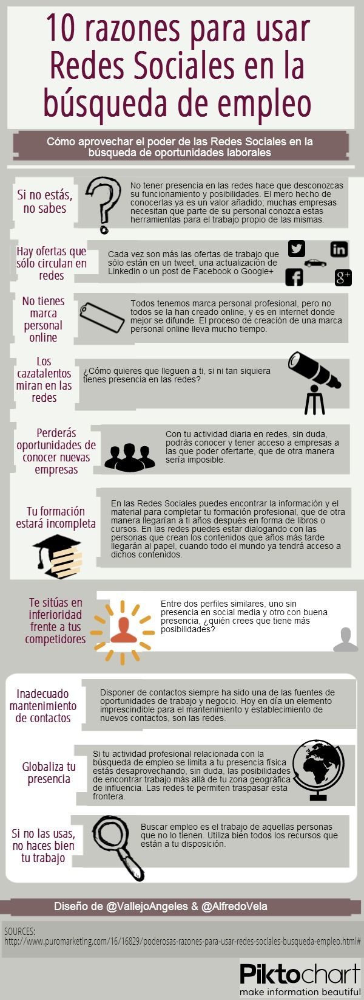 10 razones para usar
Redes Sociales en la
búsqueda de empleo
Cómo aprovechar el poder de las Redes Sociales en la
búsqueda de oportunidades laborales
Si no estás,
no sabes
No tener presencia en las redes hace que desconozcas
su funcionamiento y posibilidades. El mero hecho de
conocerlas ya es un valor añadido; muchas empresas
necesitan que parte de su personal conozca estas
herramientas para el trabajo propio de las mismas.
Hay ofertas que
sólo circulan en
redes
Cada vez son más las ofertas de trabajo que
sólo están en un tweet, una actualización de
Linkedin o un post de Facebook o Google+
in
f
g+
No tienes
marca
personal
online
Todos tenemos marca personal profesional, pero no
todos se la han creado online, y es en internet donde
mejor se difunde. El proceso de creación de una marca
personal online lleva mucho tiempo.
Los
cazatalentos
miran en las
redes
¿Cómo quieres que lleguen a ti, si ni tan siquiera
tienes presencia en las redes?
Perderás
oportunidades de
conocer nuevas
empresas
Con tu actividad diaria en redes, sin duda,
podrás conocer y tener acceso a empresas a
las que poder ofertarte, que de otra manera
sería imposible.
Tu formación
estará incompleta
En las Redes Sociales puedes encontrar la información y el
material para completar tu formación profesional, que de otra
manera llegarían a ti años después en forma de libros o
cursos. En las redes puedes estar dialogando con las
personas que crean los contenidos que años más tarde
llegarán al papel, cuando todo el mundo ya tendrá acceso a
dichos contenidos.
Te sitúas en
inferioridad
frente a tus
competidores
Entre dos perfiles similares, uno sin
presencia en social media y otro con buena
presencia, ¿quién crees que tiene más
posibilidades?
Inadecuado
mantenimiento
de contactos
Disponer de contactos siempre ha sido una de las fuentes de
oportunidades de trabajo y negocio. Hoy en día un elemento
imprescindible para el mantenimiento y establecimiento de
nuevos contactos, son las redes.
Globaliza tu
presencia
Si tu actividad profesional relacionada con la
búsqueda de empleo se limita a tu presencia física
estás desaprovechando, sin duda, las posibilidades
de encontrar trabajo más allá de tu zona geográfica
de influencia. Las redes te permiten traspasar esta
frontera.
Si no las usas,
no haces bien
tu trabajo
Buscar empleo es el trabajo de aquellas personas
que no lo tienen. Utiliza bien todos los recursos que
están a tu disposición.
Diseño de @VallejoAngeles & @AlfredoVela
SOURCES:
http://www.puromarketing.com/16/16829/poderosas-razones-para-usar-redes-sociales-busqueda-empleo.html#
Piktochart
make information beautiful